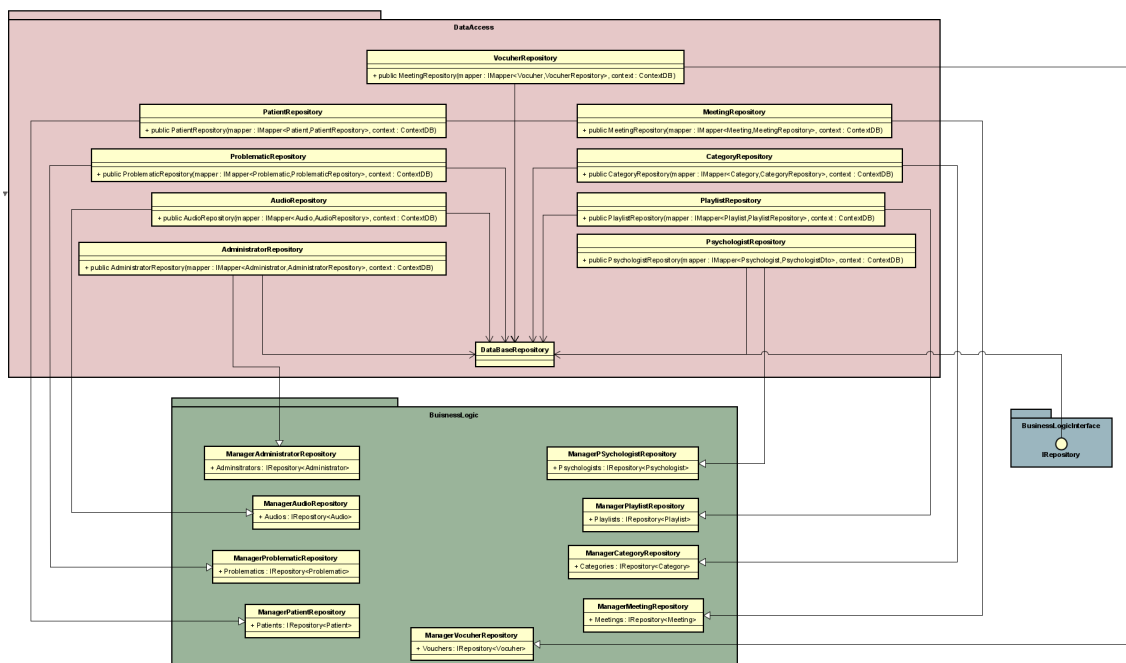 DataAccess
VocuherRepository
+ public MeetingRepository(mapper : IMapper<Vocuher,VocuherRepository>, context : ContextDB)
PatientRepository
+ public PatientRepository(mapper : IMapper<Patient,PatientRepository>, context : ContextDB)
MeetingRepository
+ public MeetingRepository(mapper : IMapper<Meeting,MeetingRepository>, context : ContextDB)
ProblematicRepository
+ public ProblematicRepository(mapper : IMapper<Problematic,ProblematicRepository>, context : ContextDB)
CategoryRepository
+ public CategoryRepository(mapper : IMapper<Category,CategoryRepository>, context : ContextDB)
AudioRepository
+ public AudioRepository(mapper : IMapper<Audio,AudioRepository>, context : ContextDB)
PlaylistRepository
+ public PlaylistRepository(mapper : IMapper<Playlist,PlaylistRepository>, context : ContextDB)
AdministratorRepository
+ public AdministratorRepository(mapper : IMapper<Administrator,AdministratorRepository>, context : ContextDB)
PsychologistRepository
+ public PsychologistRepository(mapper : IMapper<Psychologist,PsychologistDto>, context : ContextDB)
DataBaseRepository
BuisnessLogic
BusinessLogicInterface
IRepository
ManagerAdministratorRepository
+ Adminsitrators : IRepository<Administrator>
ManagerPSychologistRepository
+ Psychologists : IRepository<Psychologist>
ManagerAudioRepository
+ Audios : IRepository<Audio>
ManagerPlaylistRepository
+ Playlists : IRepository<Playlist>
ManagerProblematicRepository
+ Problematics : IRepository<Problematic>
ManagerCategoryRepository
+ Categories : IRepository<Category>
ManagerPatientRepository
+ Patients : IRepository<Patient>
ManagerMeetingRepository
+ Meetings : IRepository<Meeting>
ManagerVocuherRepository
+ Vouchers : IRepository<Vocuher>